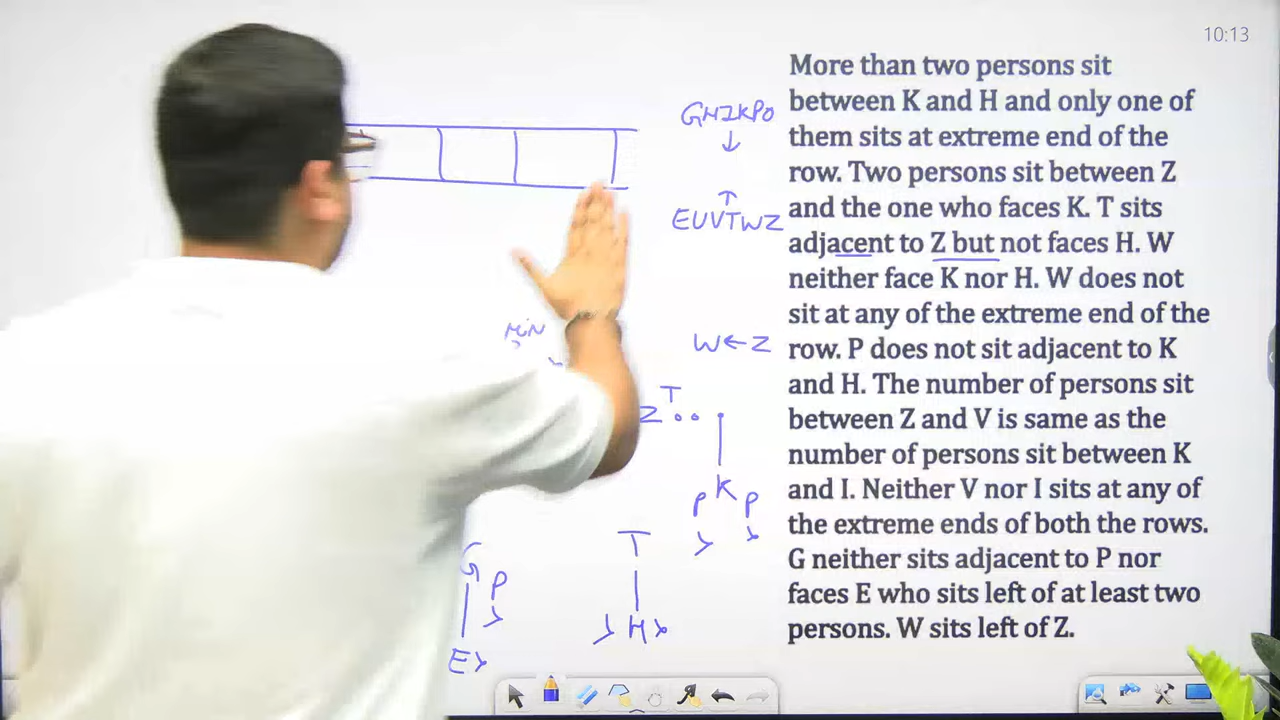 10:13
More than two persons sit
between K and H and only one of
them sits at extreme end of the
row. Two persons sit between Z
and the one who faces K. T sits
adjacent to Z but not faces H. W
neither face K nor H. W does not
sit at any of the extreme end of the
row. P does not sit adjacent to K
and H. The number of persons sit
between Z and V is same as the
number of persons sit between K
and I. Neither V nor I sits at any of
the extreme ends of both the rows.
G neither sits adjacent to P nor
faces E who sits left of at least two
persons. W sits left of Z.
GHIKPO
↓
↑
EUVTWZ
Min
W←Z
T
Z
K
P P
T
H
G
P
E